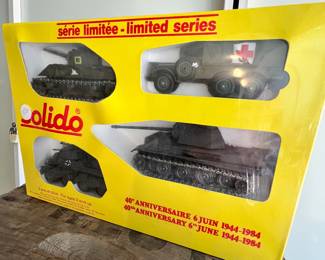 série limitée - limited series
solido
40e ANNIVERSAIRE 6 JUIN 1944-1984
40th ANNIVERSARY 6th JUNE 1944-1984